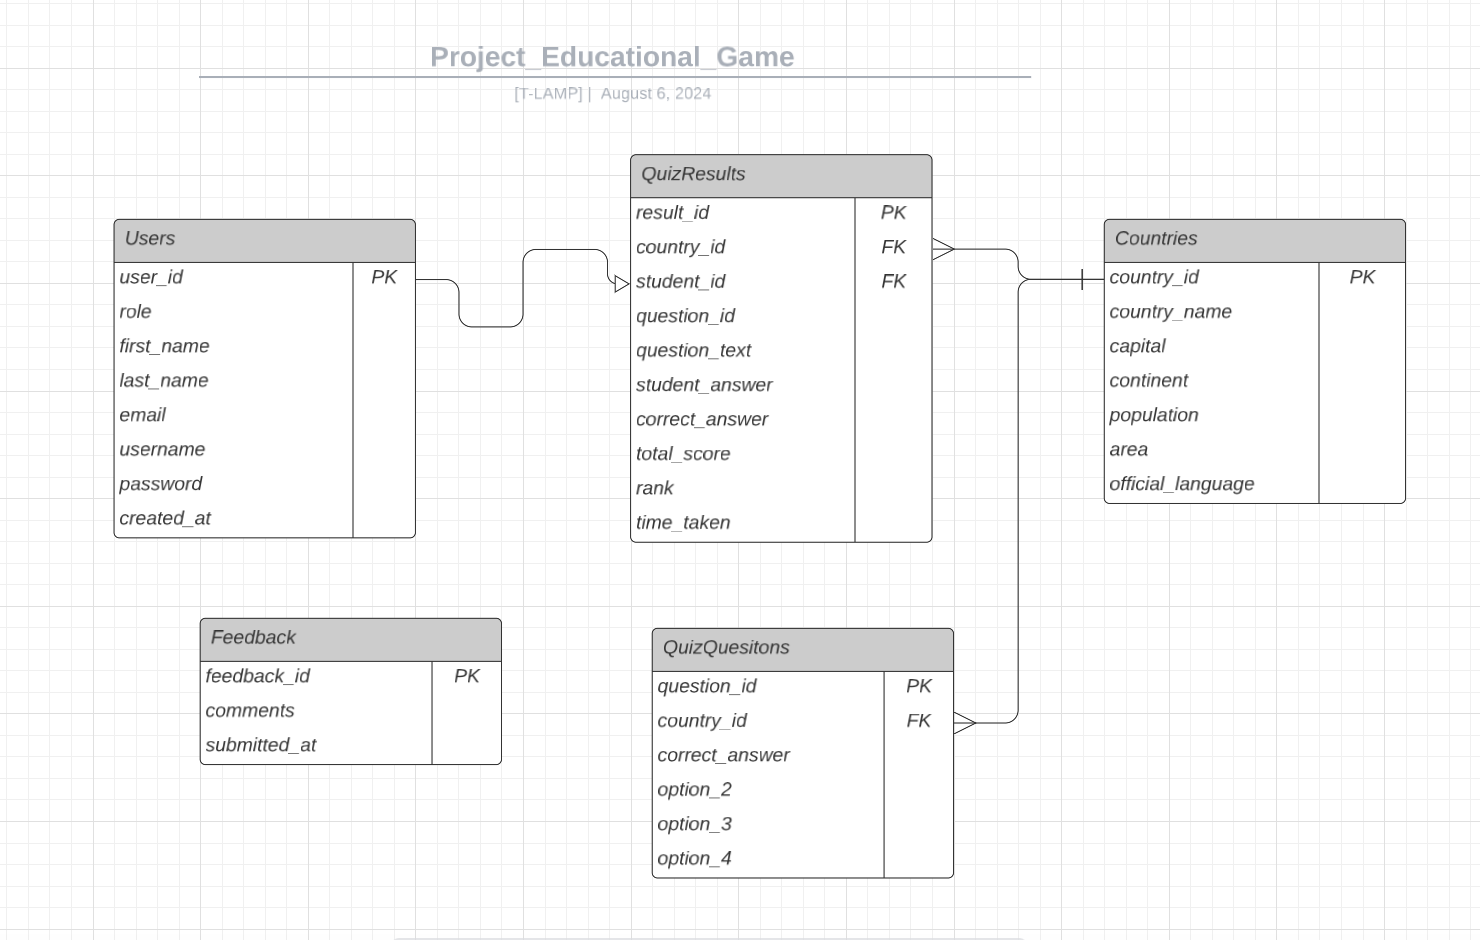 Project_Educational_Game
[T-LAMP] | August 6, 2024
Users
user_id PK
role
first_name
last_name
email
username
password
created_at
QuizResults
result_id PK
country_id FK
student_id FK
question_id
question_text
student_answer
correct_answer
total_score
rank
time_taken
Countries
country_id PK
country_name
capital
continent
population
area
official_language
Feedback
feedback_id PK
comments
submitted_at
QuizQuesitons
question_id PK
country_id FK
correct_answer
option_2
option_3
option_4